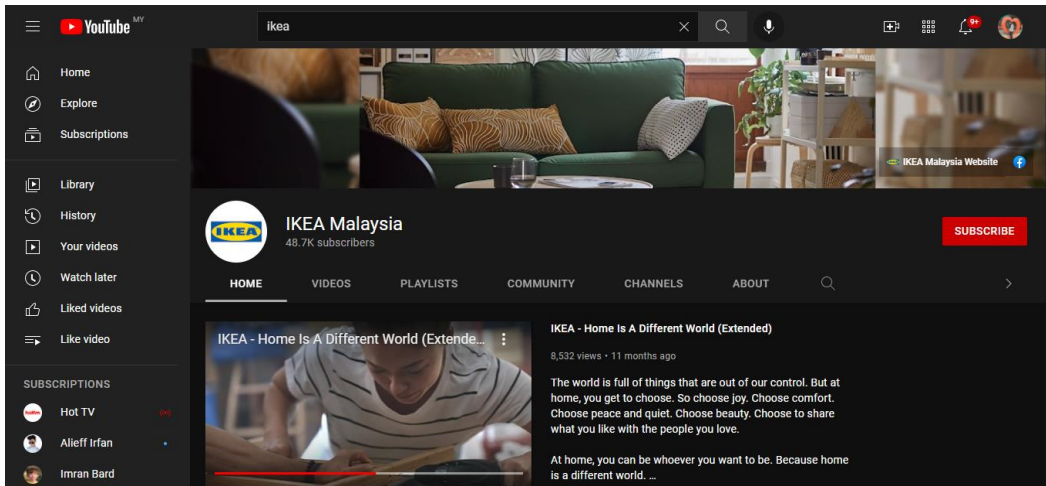 YouTube MY
ikea
9+
Home
Explore
Subscriptions
Library
History
Your videos
Watch later
Liked videos
Like video
SUBSCRIPTIONS
Hot TV
Alieff Irfan
Imran Bard
IKEA Malaysia Website
IKEA
IKEA Malaysia
48.7K subscribers
SUBSCRIBE
HOME VIDEOS PLAYLISTS COMMUNITY CHANNELS ABOUT
IKEA - Home Is A Different World (Extende...
IKEA - Home Is A Different World (Extended)
8,532 views • 11 months ago
The world is full of things that are out of our control. But at
home, you get to choose. So choose joy. Choose comfort.
Choose peace and quiet. Choose beauty. Choose to share
what you like with the people you love.
At home, you can be whoever you want to be. Because home
is a different world. ...